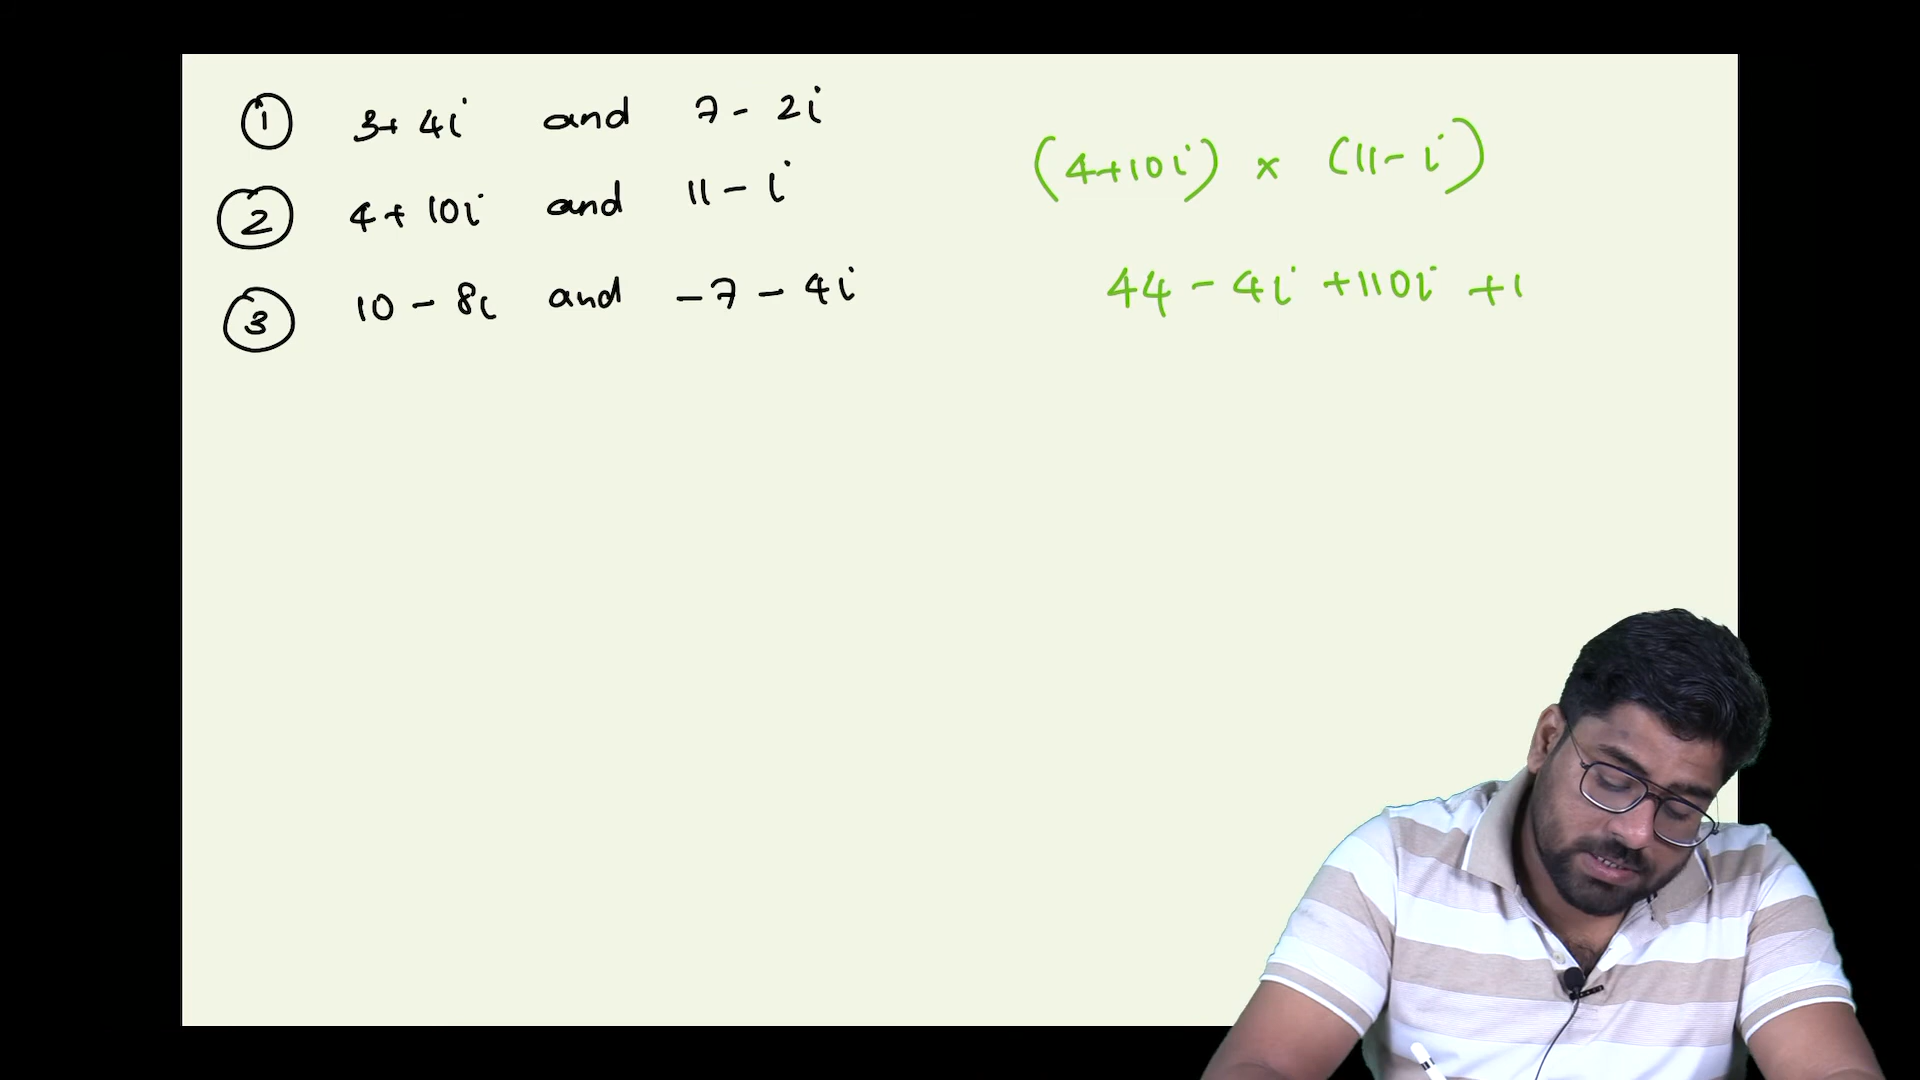 ① 3+4i and 7-2i
② 4+10i and 11-i
③ 10-8i and -7-4i
(4+10i) x (11-i)
44-4i+110i+1